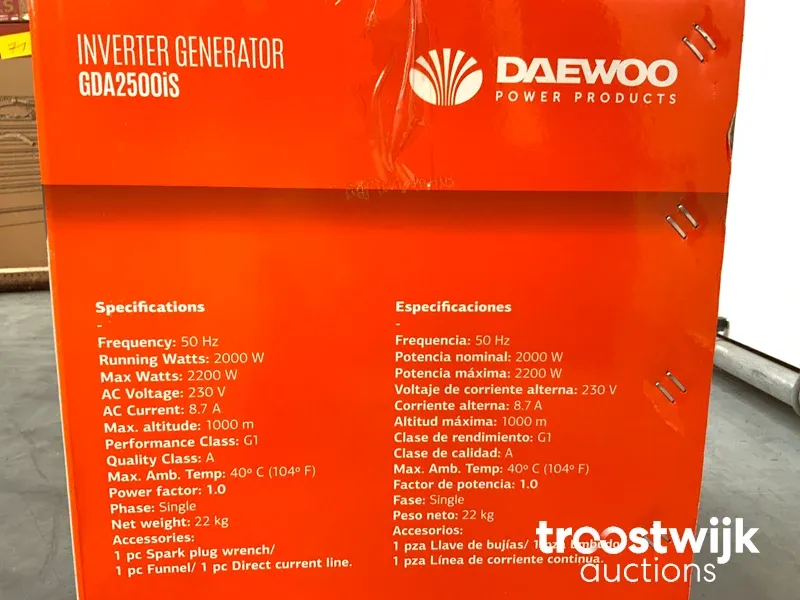 71
INVERTER GENERATOR
GDA2500iS
DAEWOO
POWER PRODUCTS
Specifications
-
Frequency: 50 Hz
Running Watts: 2000 W
Max Watts: 2200 W
AC Voltage: 230 V
AC Current: 8.7 A
Max. altitude: 1000 m
Performance Class: G1
Quality Class: A
Max. Amb. Temp: 40º C (104º F)
Power factor: 1.0
Phase: Single
Net weight: 22 kg
Accessories:
1 pc Spark plug wrench/
1 pc Funnel/ 1 pc Direct current line.
Especificaciones
-
Frequencia: 50 Hz
Potencia nominal: 2000 W
Potencia máxima: 2200 W
Voltaje de corriente alterna: 230 V
Corriente alterna: 8.7 A
Altitud máxima: 1000 m
Clase de rendimiento: G1
Clase de calidad: A
Max. Amb. Temp: 40º C (104º F)
Factor de potencia: 1.0
Fase: Single
Peso neto: 22 kg
Accesorios:
1 pza Llave de bujías/ 1
1 pza Línea de corriente continua.
troostwijk
auctions